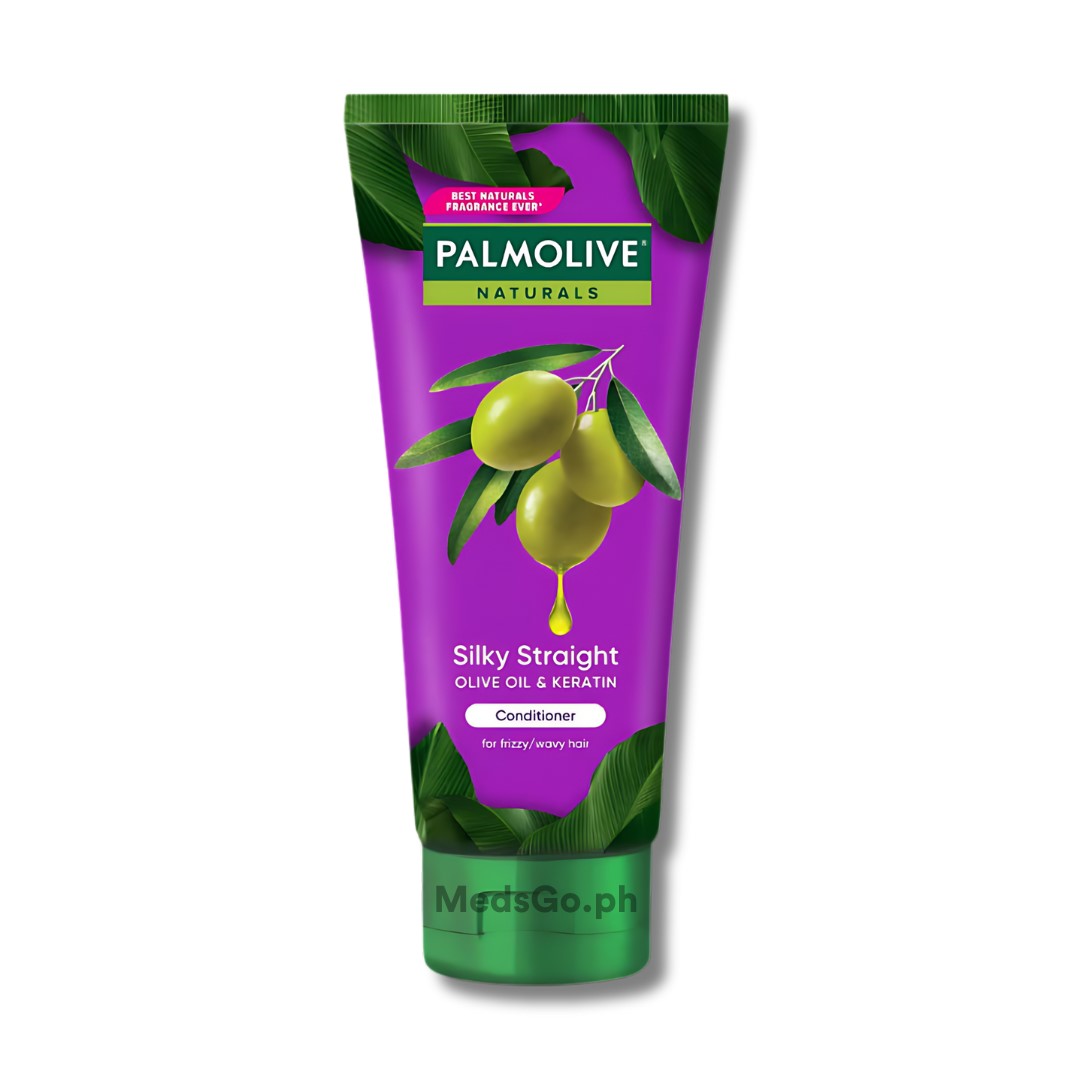 BEST NATURALS
FRAGRANCE EVER*
PALMOLIVE®
NATURALS
Silky Straight
OLIVE OIL & KERATIN
Conditioner
for frizzy/wavy hair
MedsGo.ph